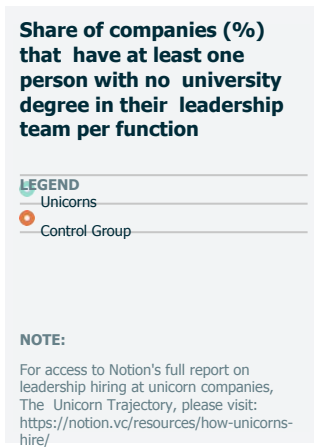 Share of companies (%)
that have at least one
person with no university
degree in their leadership
team per function
LEGEND
Unicorns
Control Group
NOTE:
For access to Notion's full report on
leadership hiring at unicorn companies,
The Unicorn Trajectory, please visit:
https://notion.vc/resources/how-unicorns-
hire/